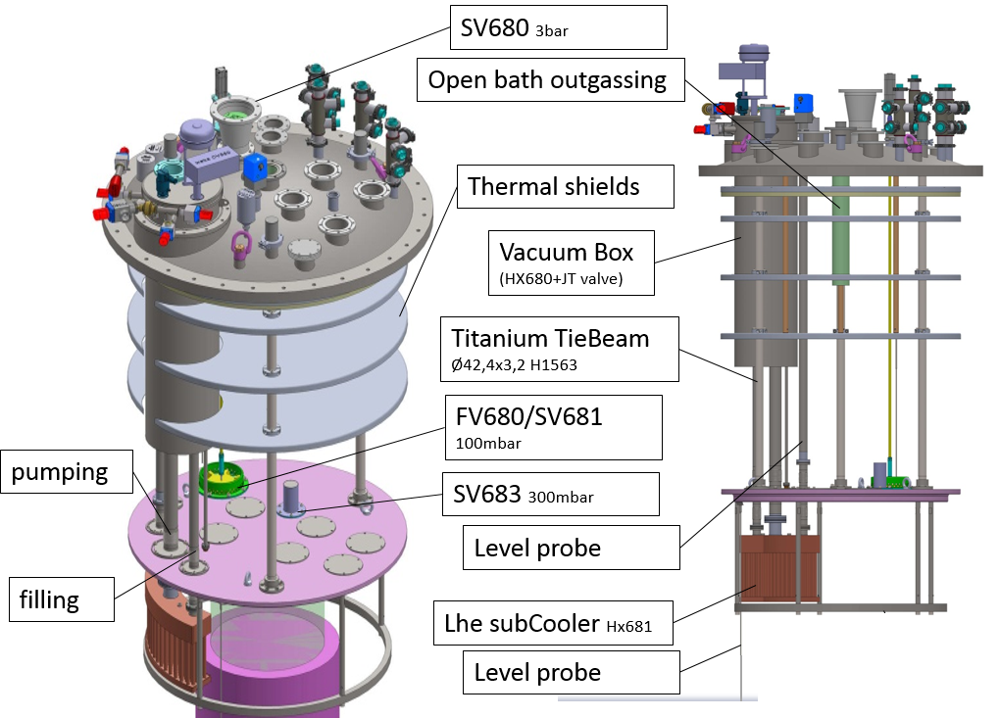 SV680 3bar
Open bath outgassing
Thermal shields
Vacuum Box
(HX680+JT valve)
Titanium TieBeam
Ø42,4x3,2 H1563
FV680/SV681
100mbar
pumping
SV683 300mbar
Level probe
filling
Lhe subCooler Hx681
Level probe